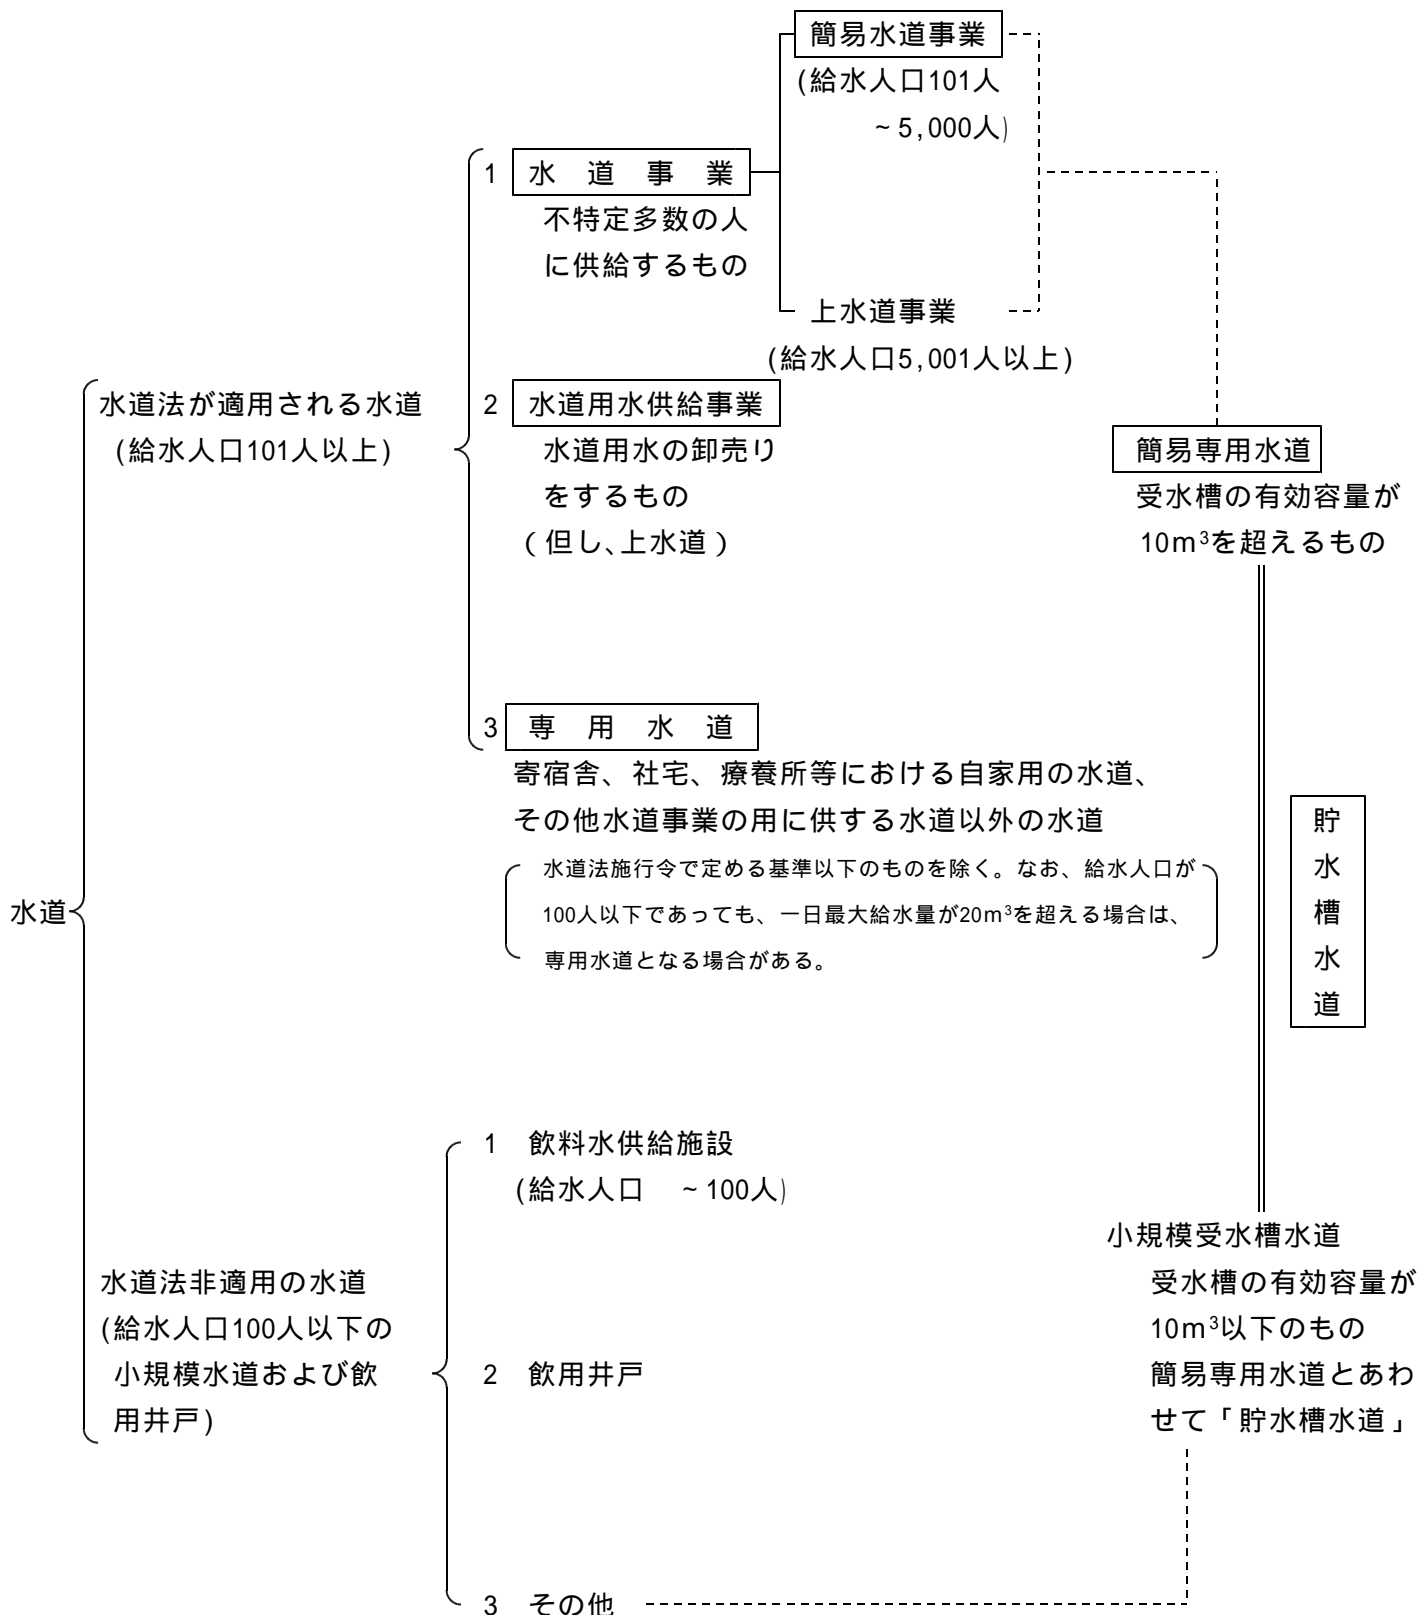 簡易水道事業
(給水人口101人
~5,000人)
1 水 道 事 業
不特定多数の人
に供給するもの
上水道事業
(給水人口5,001人以上)
水道法が適用される水道
(給水人口101人以上)
2 水道用水供給事業
水道用水の卸売り
をするもの
(但し、上水道)
簡易専用水道
受水槽の有効容量が
10m³を超えるもの
3 専 用 水 道
寄宿舎、社宅、療養所等における自家用の水道、
その他水道事業の用に供する水道以外の水道
水道法施行令で定める基準以下のものを除く。なお、給水人口が
100人以下であっても、一日最大給水量が20m³を超える場合は、
専用水道となる場合がある。
貯
水
槽
水
道
水道
1 飲料水供給施設
(給水人口 ~100人)
水道法非適用の水道
(給水人口100人以下の
小規模水道および飲
用井戸)
2 飲用井戸
小規模受水槽水道
受水槽の有効容量が
10m³以下のもの
簡易専用水道とあわ
せて「貯水槽水道」
3 その他